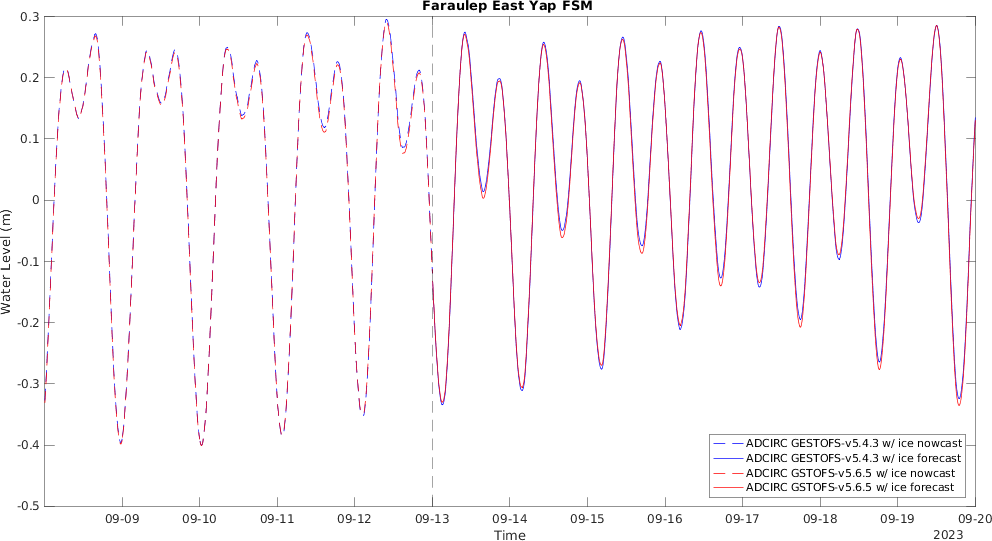 Faraulep East Yap FSM
0.3
0.2
0.1
0
-0.1
-0.2
-0.3
-0.4
-0.5
Water Level (m)
ADCIRC GESTOFS-v5.4.3 w/ ice nowcast
ADCIRC GESTOFS-v5.4.3 w/ ice forecast
ADCIRC GSTOFS-v5.6.5 w/ ice nowcast
ADCIRC GSTOFS-v5.6.5 w/ ice forecast
09-09 09-10 09-11 09-12 09-13 09-14 09-15 09-16 09-17 09-18 09-19 09-20
Time
2023